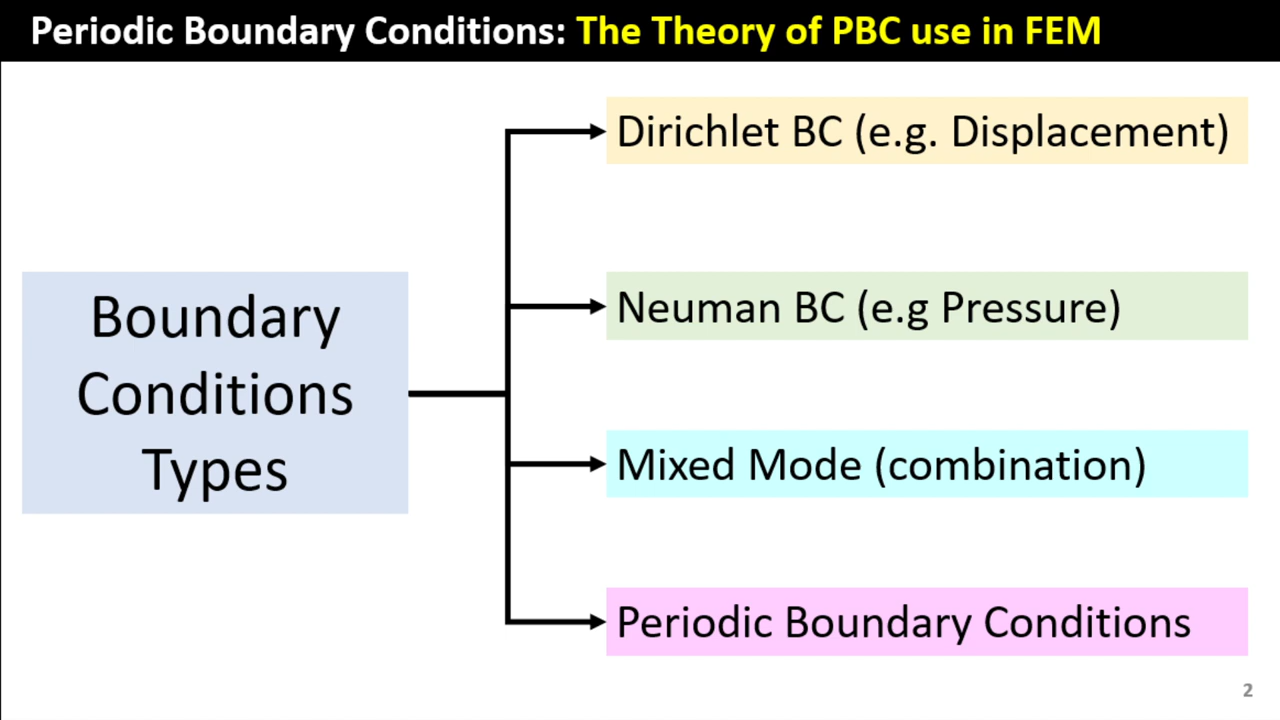 Periodic Boundary Conditions: The Theory of PBC use in FEM
Dirichlet BC (e.g. Displacement)
Neuman BC (e.g Pressure)
Boundary
Conditions
Types
Mixed Mode (combination)
Periodic Boundary Conditions
2